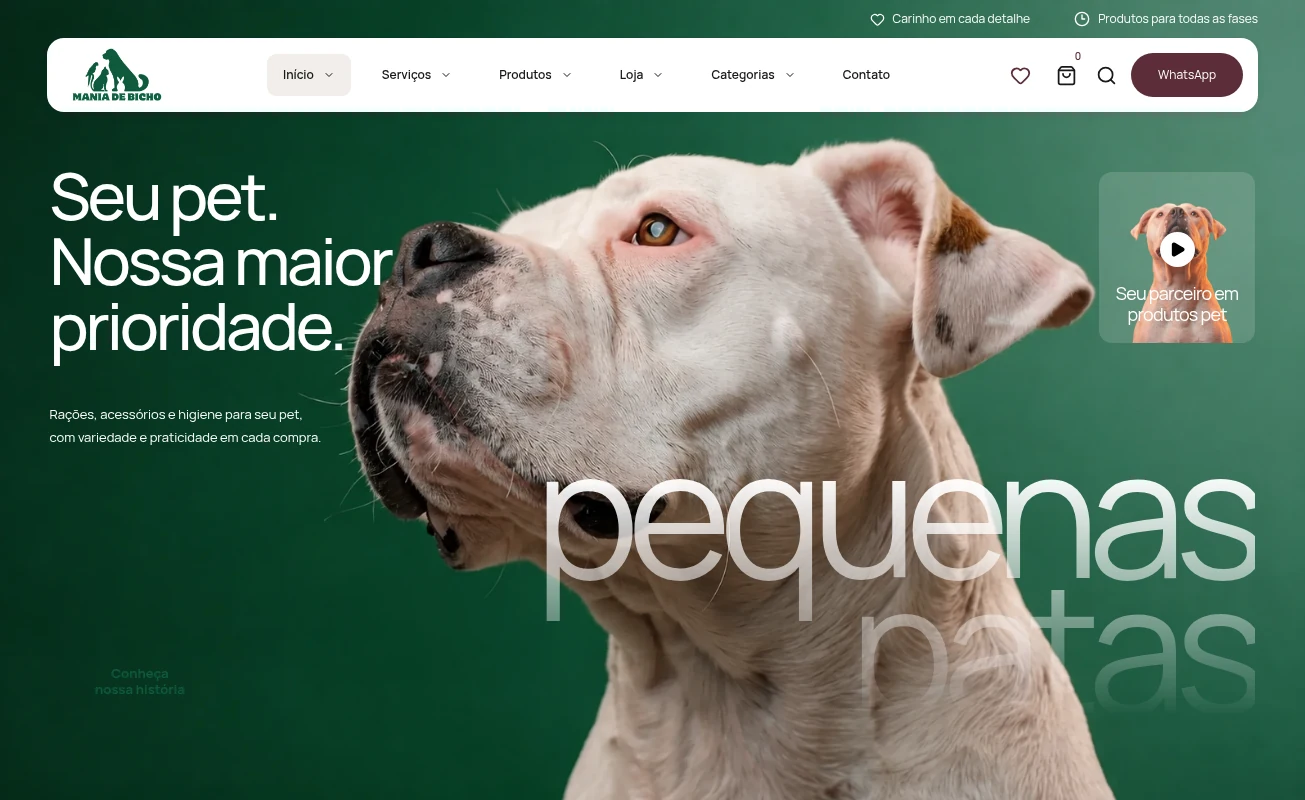 Carinho em cada detalhe
Produtos para todas as fases
MANIA DE BICHO
Início
Serviços
Produtos
Loja
Categorias
Contato
0
WhatsApp
Seu pet.
Nossa maior
prioridade.
Seu parceiro em
produtos pet
Rações, acessórios e higiene para seu pet,
com variedade e praticidade em cada compra.
pequenas
patas
Conheça
nossa história